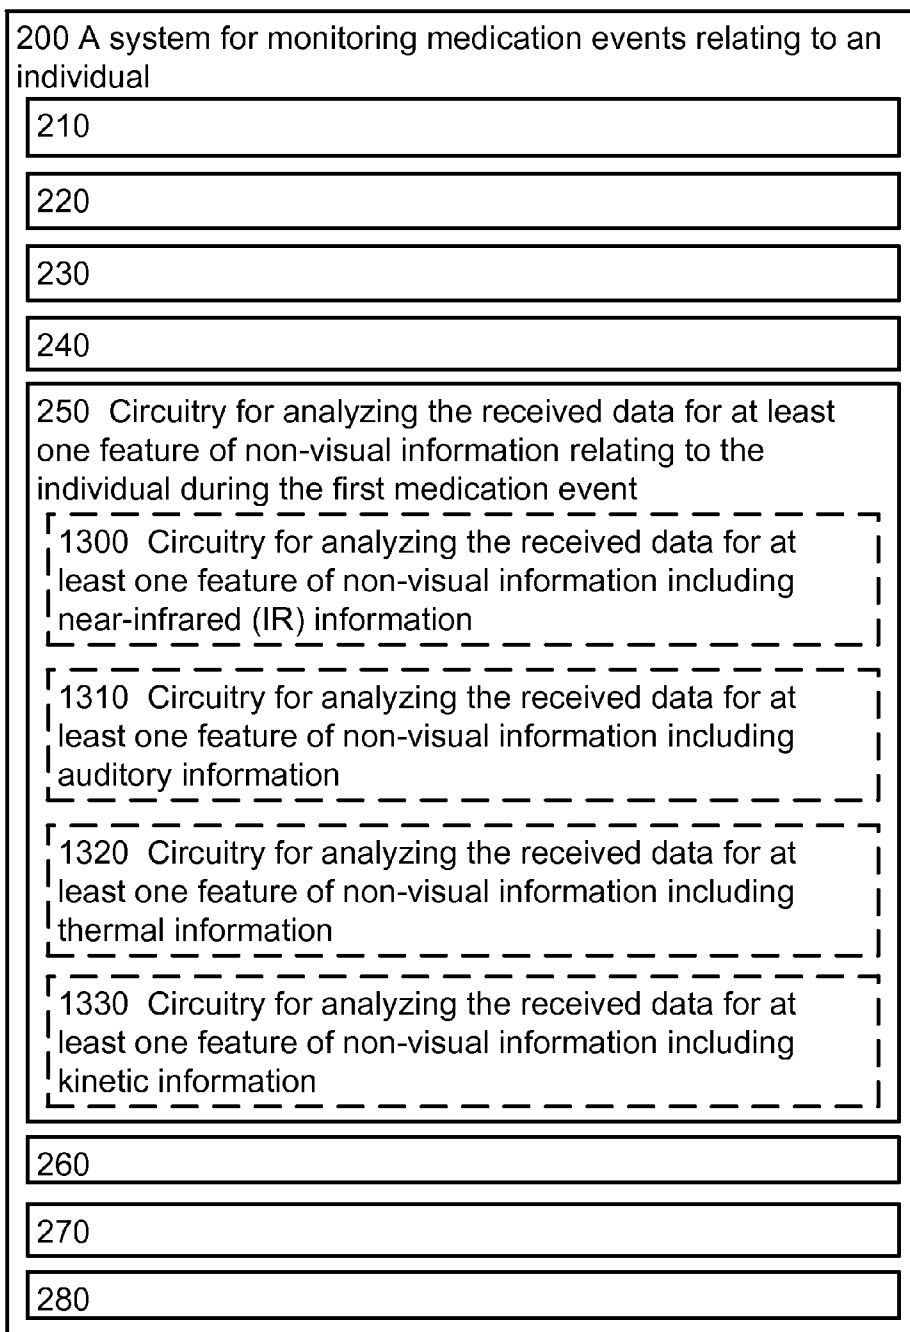 200 A system for monitoring medication events relating to an
individual
210
220
230
240
250 Circuitry for analyzing the received data for at least
one feature of non-visual information relating to the
individual during the first medication event
1300 Circuitry for analyzing the received data for at
least one feature of non-visual information including
near-infrared (IR) information
1310 Circuitry for analyzing the received data for at
least one feature of non-visual information including
auditory information
1320 Circuitry for analyzing the received data for at
least one feature of non-visual information including
thermal information
1330 Circuitry for analyzing the received data for at
least one feature of non-visual information including
kinetic information
260
270
280